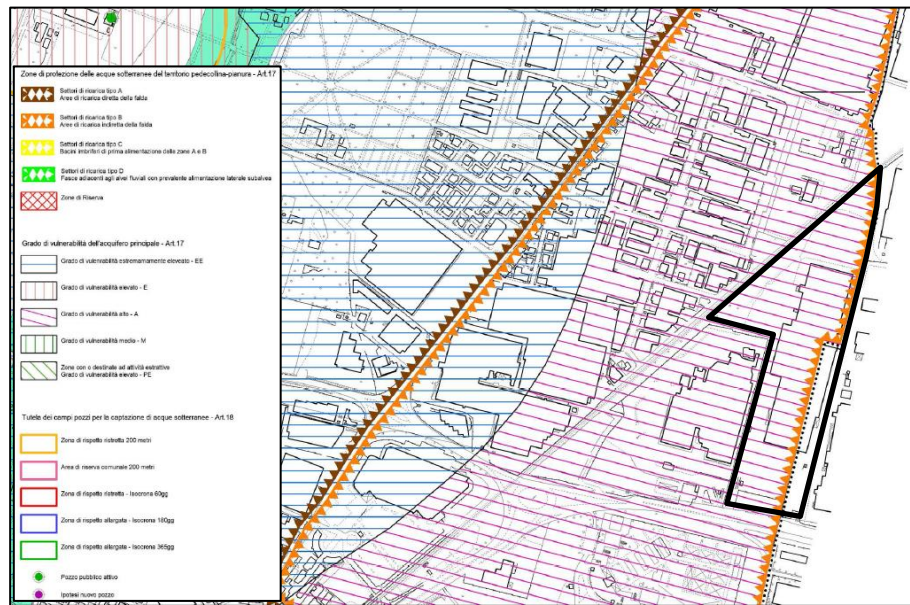 Zone di protezione delle acque sotterranee del territorio pedecollina-pianura - Art.17
Settori di ricarica tipo A
Aree di ricarica diretta della falda
Settori di ricarica tipo B
Aree di ricarica indiretta della falda
Settori di ricarica tipo C
Bacini imbriferi di prima alimentazione delle zone A e B
Settori di ricarica tipo D
Fasce adiacenti agli alvei fluviali con prevalente alimentazione laterale subalvea
Zone di Riserva
Grado di vulnerabilità dell'acquifero principale - Art.17
Grado di vulnerabilità estremamamente elevato - EE
Grado di vulnerabilità elevato - E
Grado di vulnerabilità alto - A
Grado di vulnerabilità medio - M
Zone con o destinate ad attività estrattive
Grado di vulnerabilità elevato - PE
Tutela dei campi pozzi per la captazione di acque sotterranee - Art.18
Zona di rispetto ristretta 200 metri
Area di riserva comunale 200 metri
Zona di rispetto ristretta - Isocrona 60gg
Zona di rispetto allargata - Isocrona 180gg
Zona di rispetto allargata - Isocrona 365gg
Pozzo pubblico attivo
Ipotesi nuovo pozzo